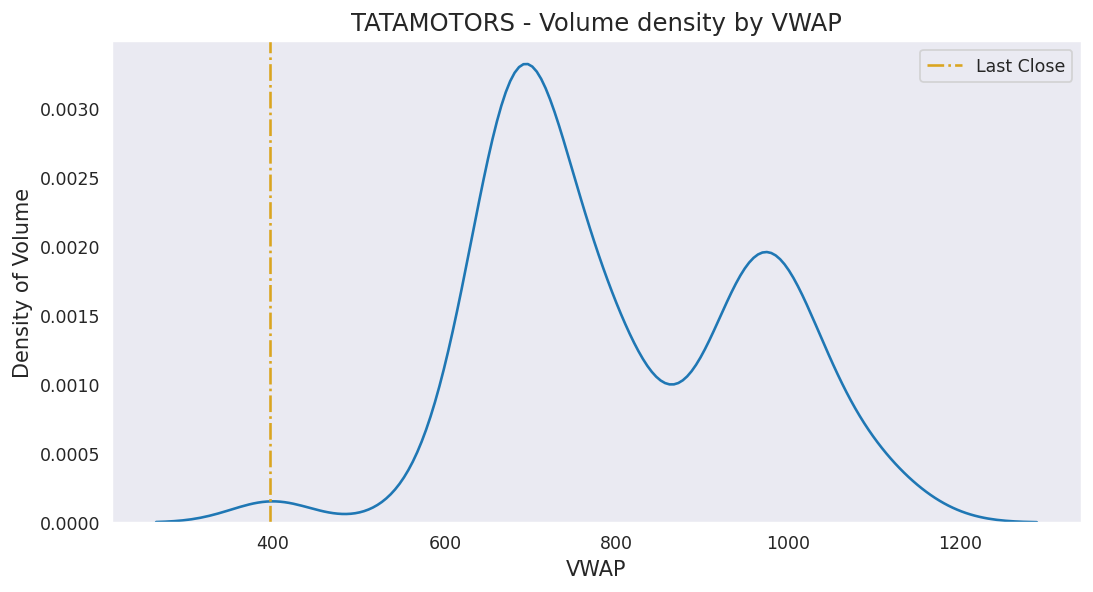 TATAMOTORS - Volume density by VWAP
Last Close
Density of Volume
0.0030
0.0025
0.0020
0.0015
0.0010
0.0005
0.0000
400 600 800 1000 1200
VWAP